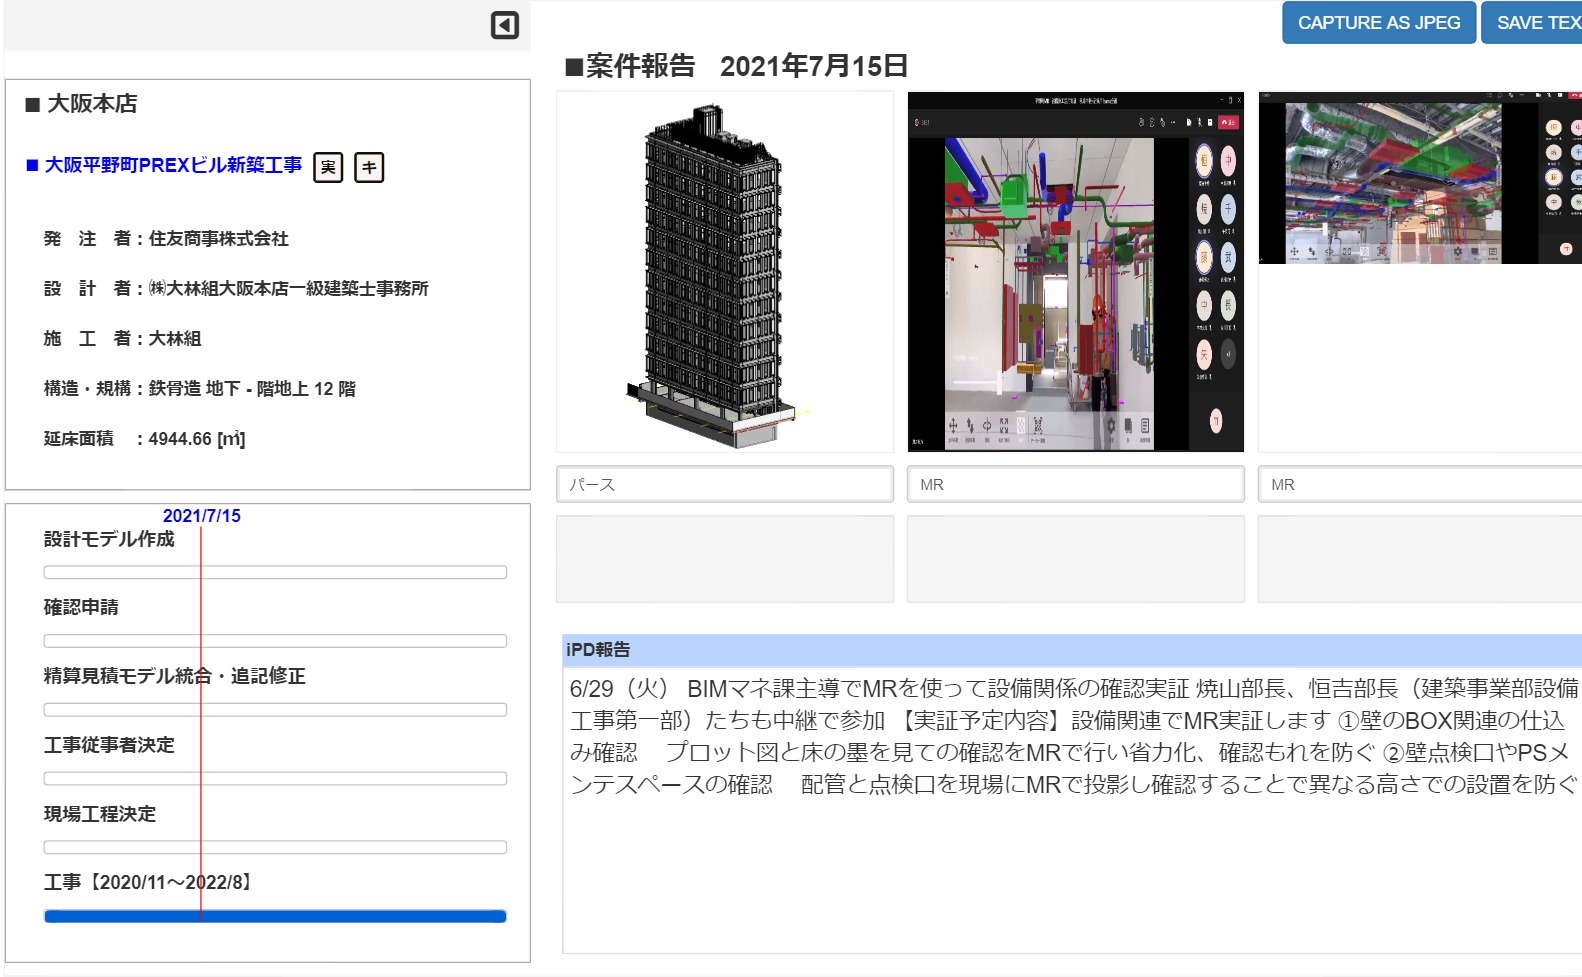 CAPTURE AS JPEG
SAVE TEX
■案件報告 2021年7月15日
■ 大阪本店
■ 大阪平野町PREXビル新築工事 実 キ
発 注 者：住友商事株式会社
設 計 者：㈱大林組大阪本店一級建築士事務所
施 工 者：大林組
構造・規構：鉄骨造 地下 - 階地上 12 階
延床面積 ：4944.66 [㎡]
2021/7/15
設計モデル作成
確認申請
精算見積モデル統合・追記修正
工事従事者決定
現場工程決定
工事【2020/11～2022/8】
パース
MR
MR
iPD報告
6/29（火） BIMマネ課主導でMRを使って設備関係の確認実証 焼山部長、恒吉部長（建築事業部設備
工事第一部）たちも中継で参加 【実証予定内容】設備関連でMR実証します ①壁のBOX関連の仕込
み確認 プロット図と床の墨を見ての確認をMRで行い省力化、確認もれを防ぐ ②壁点検口やPSメ
ンテスペースの確認 配管と点検口を現場にMRで投影し確認することで異なる高さでの設置を防ぐ